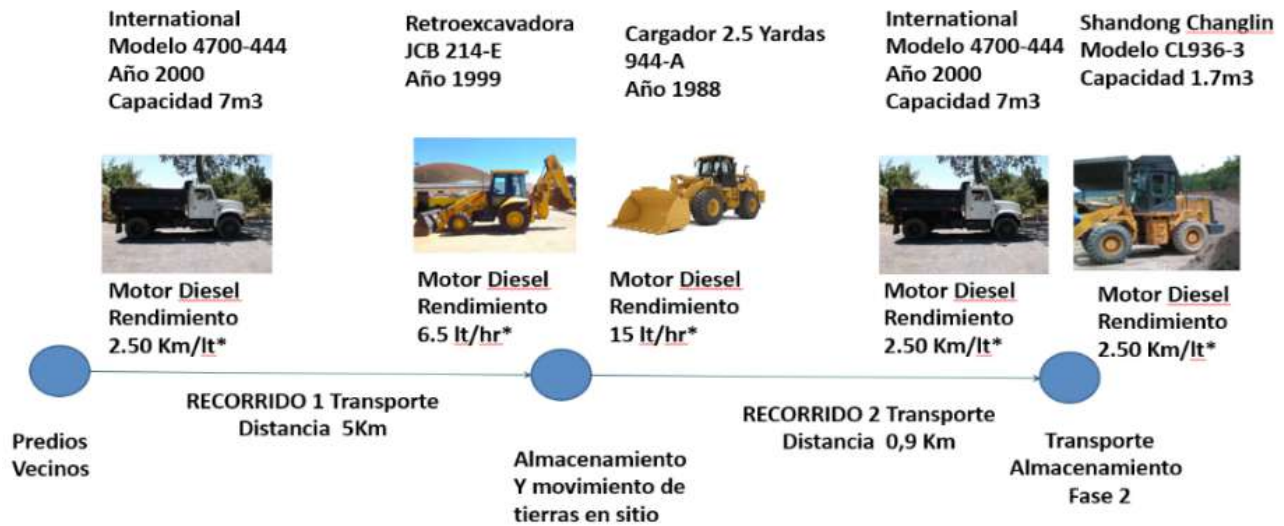 International
Modelo 4700-444
Año 2000
Capacidad 7m3
Retroexcavadora
JCB 214-E
Año 1999
Cargador 2.5 Yardas
944-A
Año 1988
International
Modelo 4700-444
Año 2000
Capacidad 7m3
Shandong Changlin
Modelo CL936-3
Capacidad 1.7m3
Motor Diesel
Rendimiento
2.50 Km/lt*
Motor Diesel
Rendimiento
6.5 lt/hr*
Motor Diesel
Rendimiento
15 lt/hr*
Motor Diesel
Rendimiento
2.50 Km/lt*
Motor Diesel
Rendimiento
2.50 Km/lt*
RECORRIDO 1 Transporte
Distancia 5Km
RECORRIDO 2 Transporte
Distancia 0,9 Km
Predios
Vecinos
Almacenamiento
Y movimiento de
tierras en sitio
Transporte
Almacenamiento
Fase 2